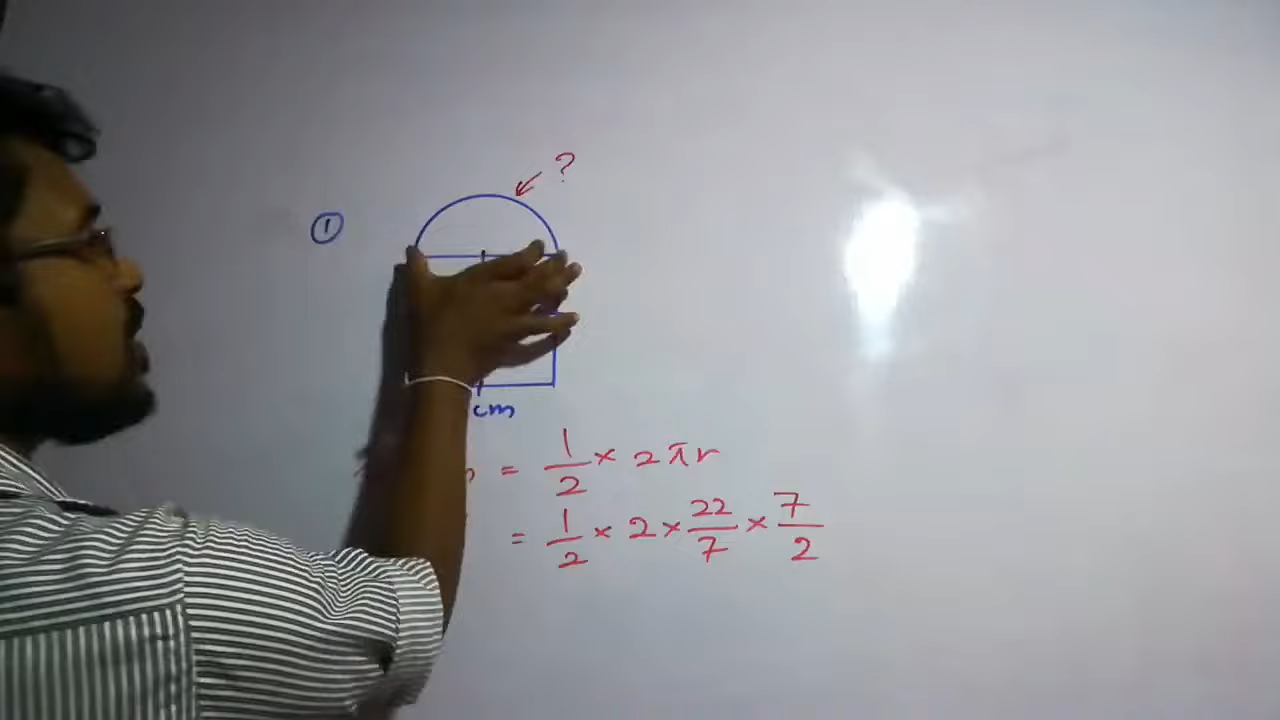 ?
①
cm
= 1/2 × 2πr
= 1/2 × 2 × 22/7 × 7/2